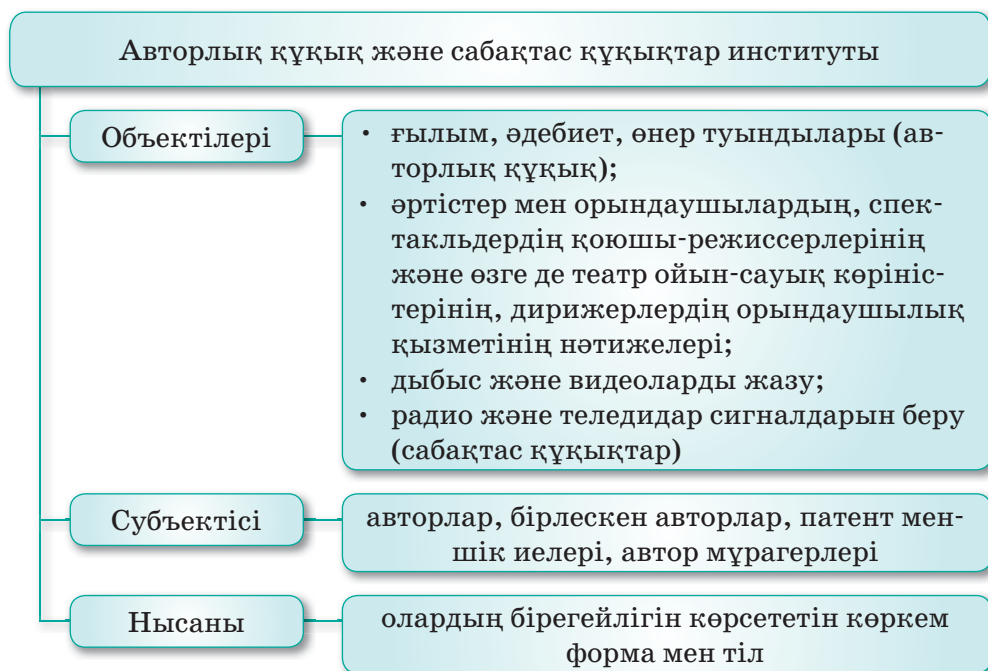 Авторлық құқық және сабақтас құқықтар институты
Объектілері
• ғылым, әдебиет, өнер туындылары (ав-
торлық құқық);
• әртістер мен орындаушылардың, спек-
такльдердің қоюшы-режиссерлерінің
және өзге де театр ойын-сауық көрініс-
терінің, дирижерлердің орындаушылық
қызметінің нәтижелері;
• дыбыс және видеоларды жазу;
• радио және теледидар сигналдарын беру
(сабақтас құқықтар)
Субъектісі
авторлар, бірлескен авторлар, патент мен-
шік иелері, автор мұрагерлері
Нысаны
олардың бірегейлігін көрсететін көркем
форма мен тіл